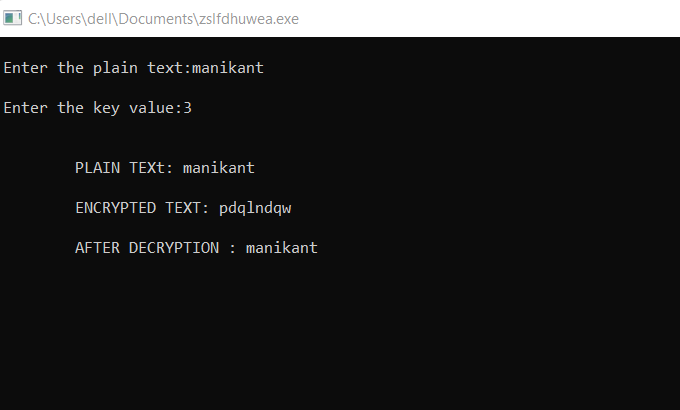 C:\Users\dell\Documents\zslfdhuwea.exe
Enter the plain text:manikant
Enter the key value:3
PLAIN TEXt: manikant
ENCRYPTED TEXT: pdqlndqw
AFTER DECRYPTION : manikant